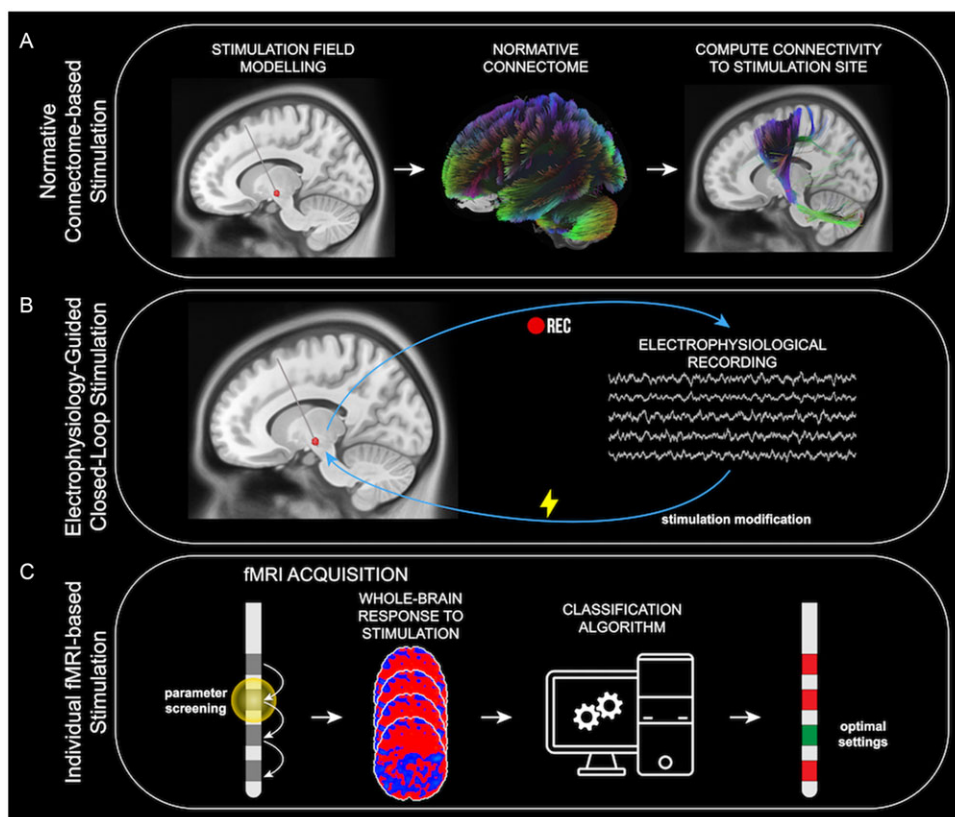 A
Normative
Connectome-based
Stimulation
STIMULATION FIELD
MODELLING
NORMATIVE
CONNECTOME
COMPUTE CONNECTIVITY
TO STIMULATION SITE
B
Electrophysiology-Guided
Closed-Loop Stimulation
REC
ELECTROPHYSIOLOGICAL
RECORDING
stimulation modification
C
Individual fMRI-based
Stimulation
fMRI ACQUISITION
parameter
screening
WHOLE-BRAIN
RESPONSE TO
STIMULATION
CLASSIFICATION
ALGORITHM
optimal
settings